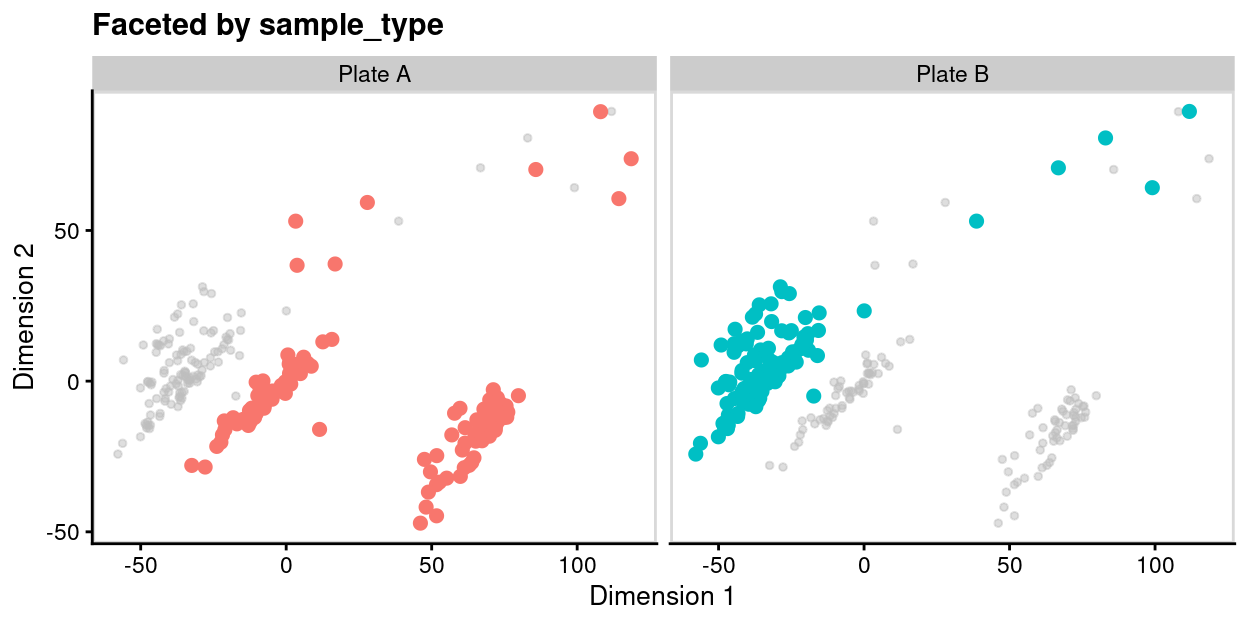 Faceted by sample_type
Plate A
Plate B
Dimension 2
50
0
-50
-50 0 50 100
-50 0 50 100
Dimension 1